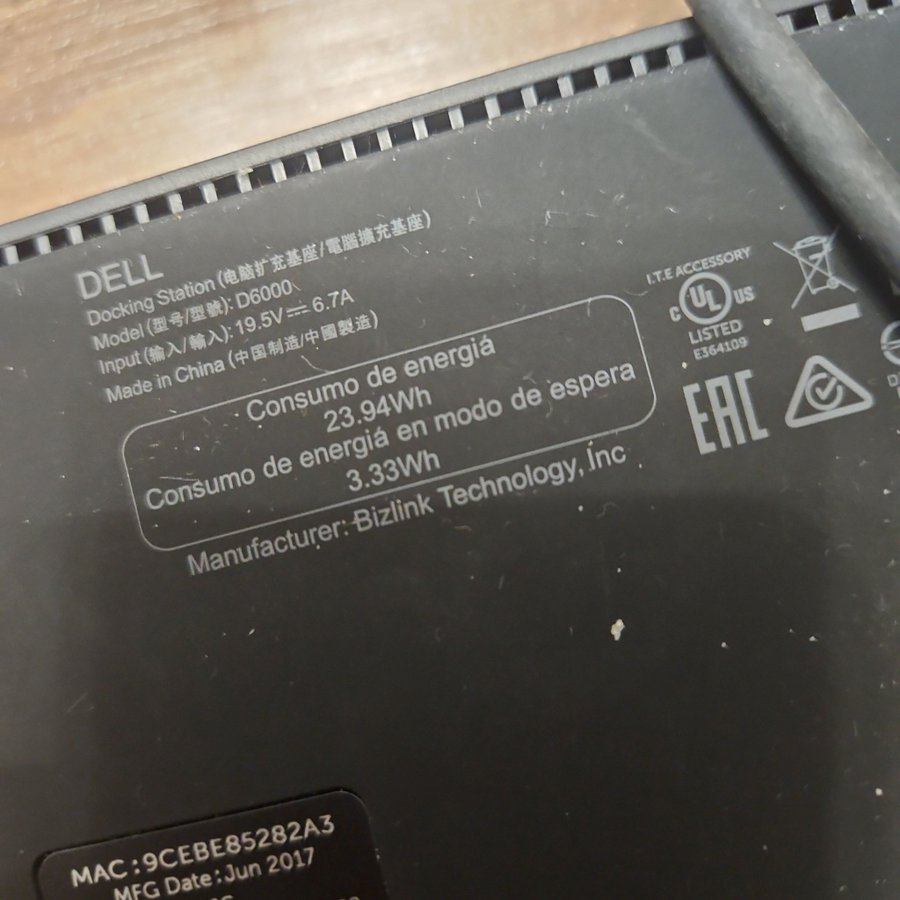 DELL
Docking Station (电脑扩充基座/電腦擴充基座)
Model (型号/型號): D6000
Input (输入/輸入): 19.5V⎓6.7A
Made in China (中国制造/中國製造)
Consumo de energiá
23.94Wh
Consumo de energiá en modo de espera
3.33Wh
Manufacturer: Bizlink Technology, Inc
I.T.E ACCESSORY
C UL US
LISTED
E364109
EAC
MAC:9CEBE85282A3
MFG Date:Jun 2017